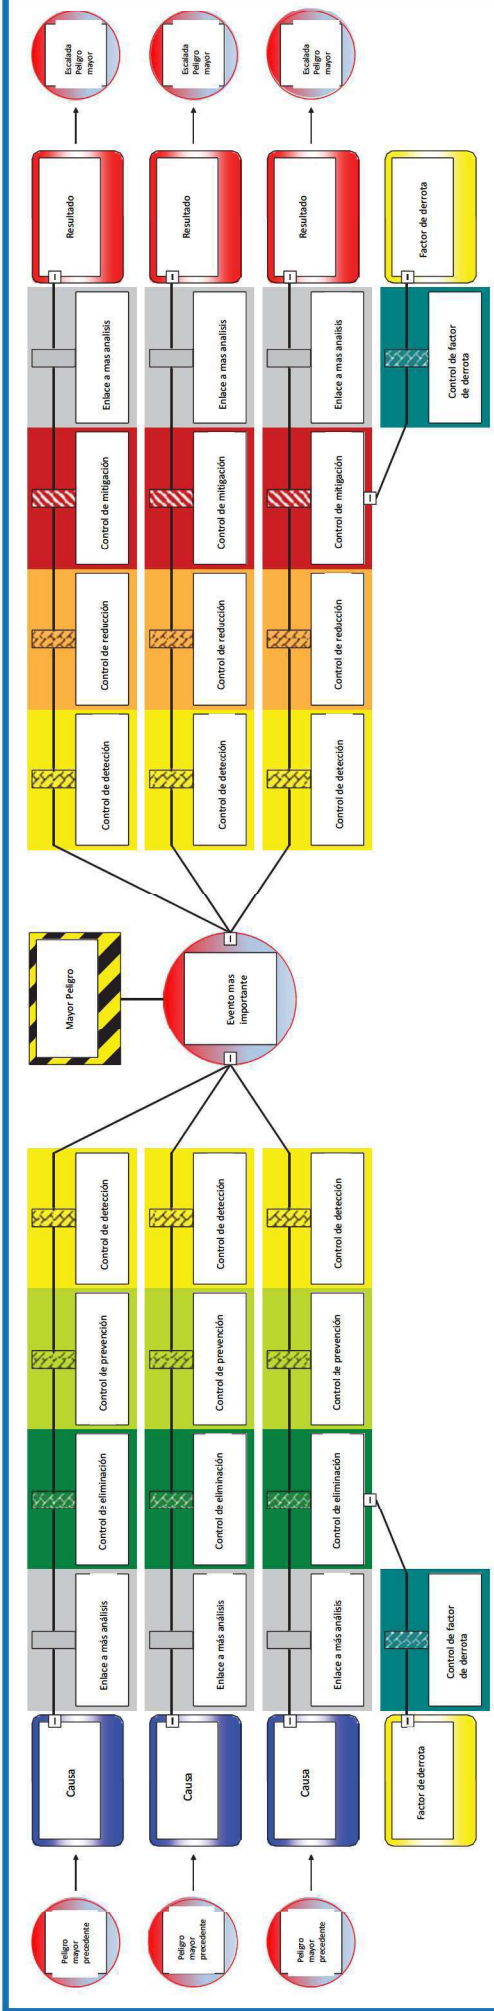 Peligro
mayor
precedente
Causa
Enlace a más análisis
Control de eliminación
Control de prevención
Control de detección
Mayor Peligro
Control de detección
Control de reducción
Control de mitigación
Enlace a mas analisis
Resultado
Escalada
Peligro
mayor
Peligro
mayor
precedente
Causa
Enlace a más análisis
Control de eliminación
Control de prevención
Control de detección
Evento mas
importante
Control de detección
Control de reducción
Control de mitigación
Enlace a mas analisis
Resultado
Escalada
Peligro
mayor
Peligro
mayor
precedente
Causa
Enlace a más análisis
Control de eliminación
Control de prevención
Control de detección
Control de detección
Control de reducción
Control de mitigación
Enlace a mas analisis
Resultado
Escalada
Peligro
mayor
Factor de derrota
Control de factor
de derrota
Control de factor
de derrota
Factor de derrota